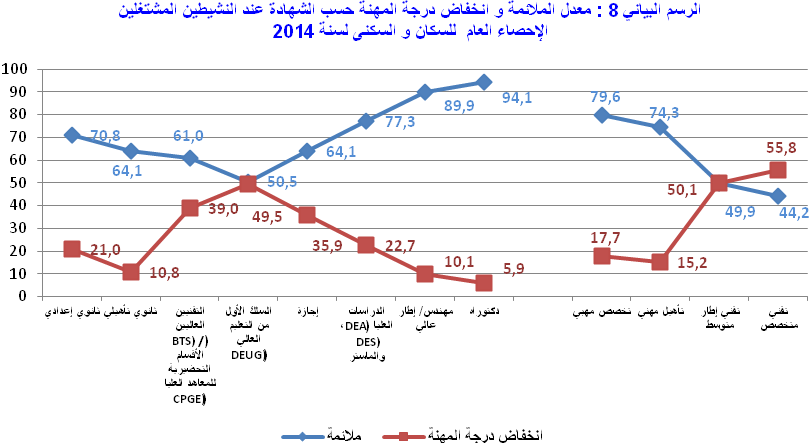 الرسم البياني 8 : معدل الملائمة و انخفاض درجة المهنة حسب الشهادة عند النشيطين المشتغلين
الإحصاء العام للسكان و السكنى لسنة 2014
100
90
80
70
60
50
40
30
20
10
0
70,8
64,1
61,0
50,5
64,1
77,3
89,9
94,1
79,6
74,3
49,9
44,2
21,0
10,8
39,0
49,5
35,9
22,7
10,1
5,9
17,7
15,2
50,1
55,8
ثانوي إعدادي
ثانوي تأهيلي
التقنيين
العاليين
BTS) /(
الأقسام
التحضيرية
للمعاهد العليا
CPGE)
السلك الأول
من التعليم
العالي
DEUG)
إجازة
الدراسات
العليا (DEA،
DES)
والماستر
مهندس/ إطار
عالي
دكتوراه
تخصص مهني
تأهيل مهني
تقني إطار
متوسط
تقني
متخصص
ملائمة
انخفاض درجة المهنة